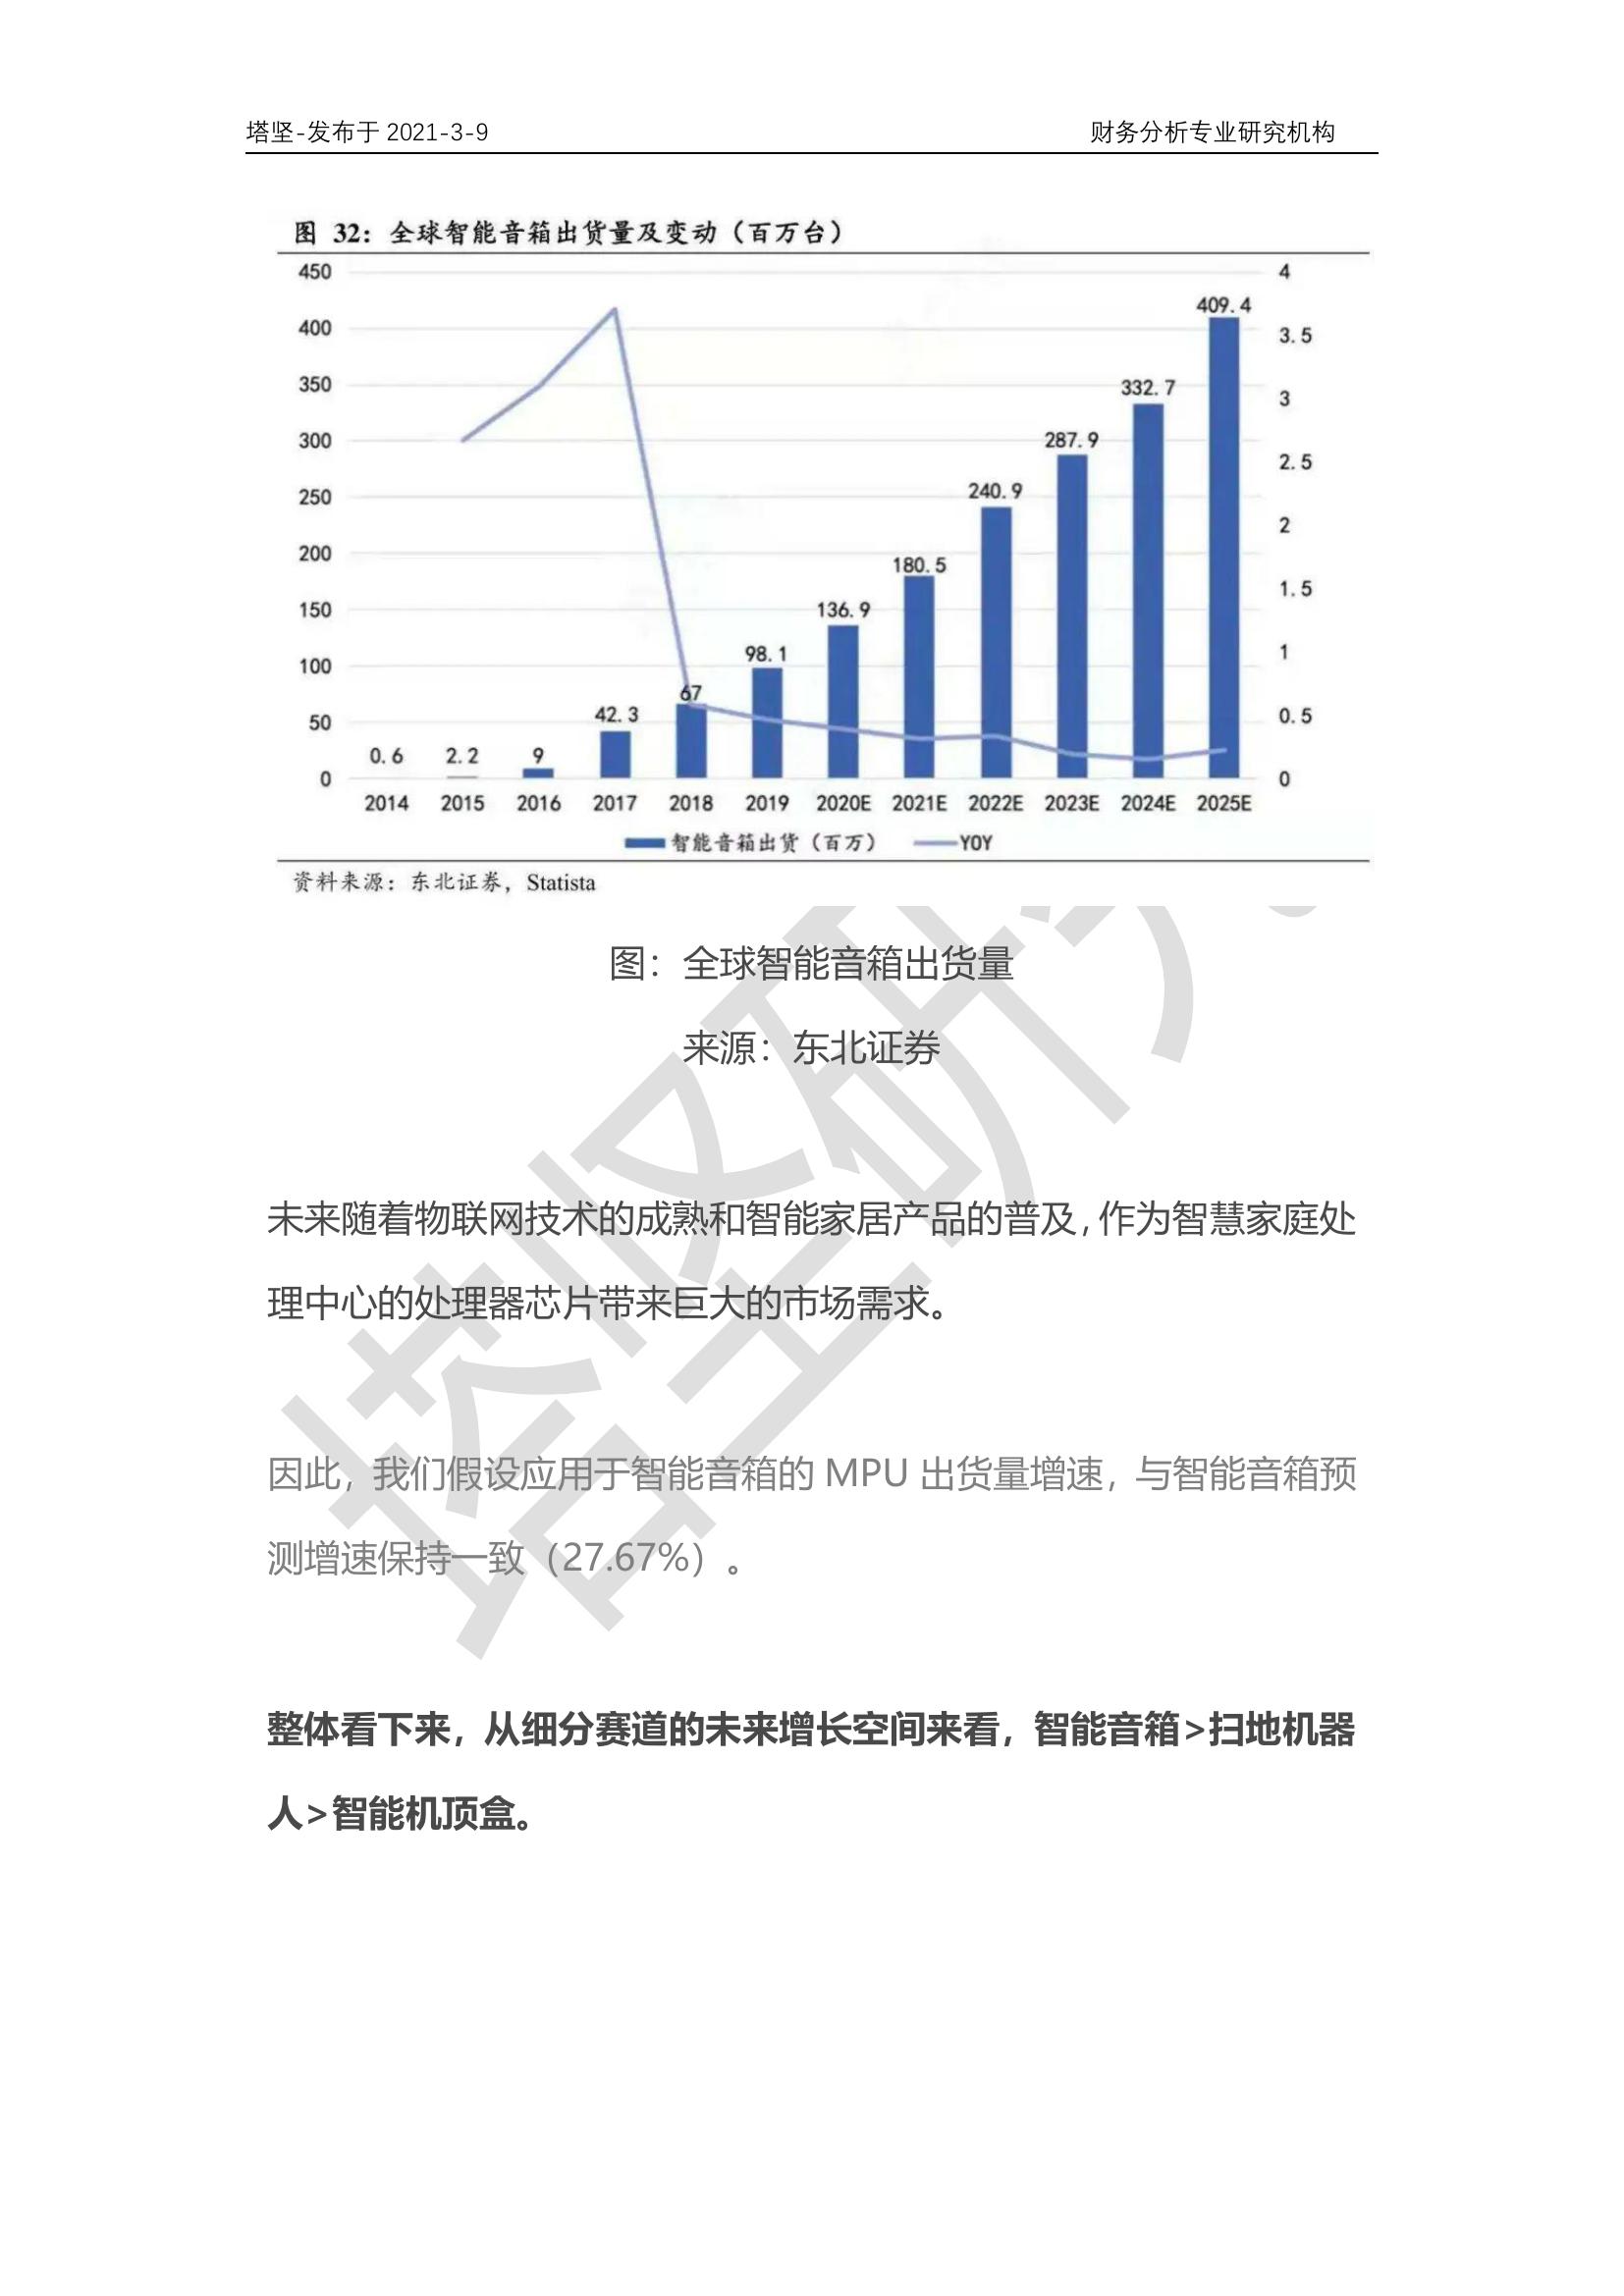 塔坚-发布于 2021-3-9 财务分析专业研究机构
图 32：全球智能音箱出货量及变动（百万台）
450 4
400 3.5
350 3
300 2.5
250 2
200 1.5
150 1
100 0.5
50 0
0
0.6 2.2 9 42.3 67 98.1 136.9 180.5 240.9 287.9 332.7 409.4
2014 2015 2016 2017 2018 2019 2020E 2021E 2022E 2023E 2024E 2025E
智能音箱出货（百万） YOY
资料来源：东北证券，Statista
图：全球智能音箱出货量
来源：东北证券
未来随着物联网技术的成熟和智能家居产品的普及，作为智慧家庭处
理中心的处理器芯片带来巨大的市场需求。
因此，我们假设应用于智能音箱的 MPU 出货量增速，与智能音箱预
测增速保持一致（27.67%）。
整体看下来，从细分赛道的未来增长空间来看，智能音箱>扫地机器
人>智能机顶盒。
塔坚研